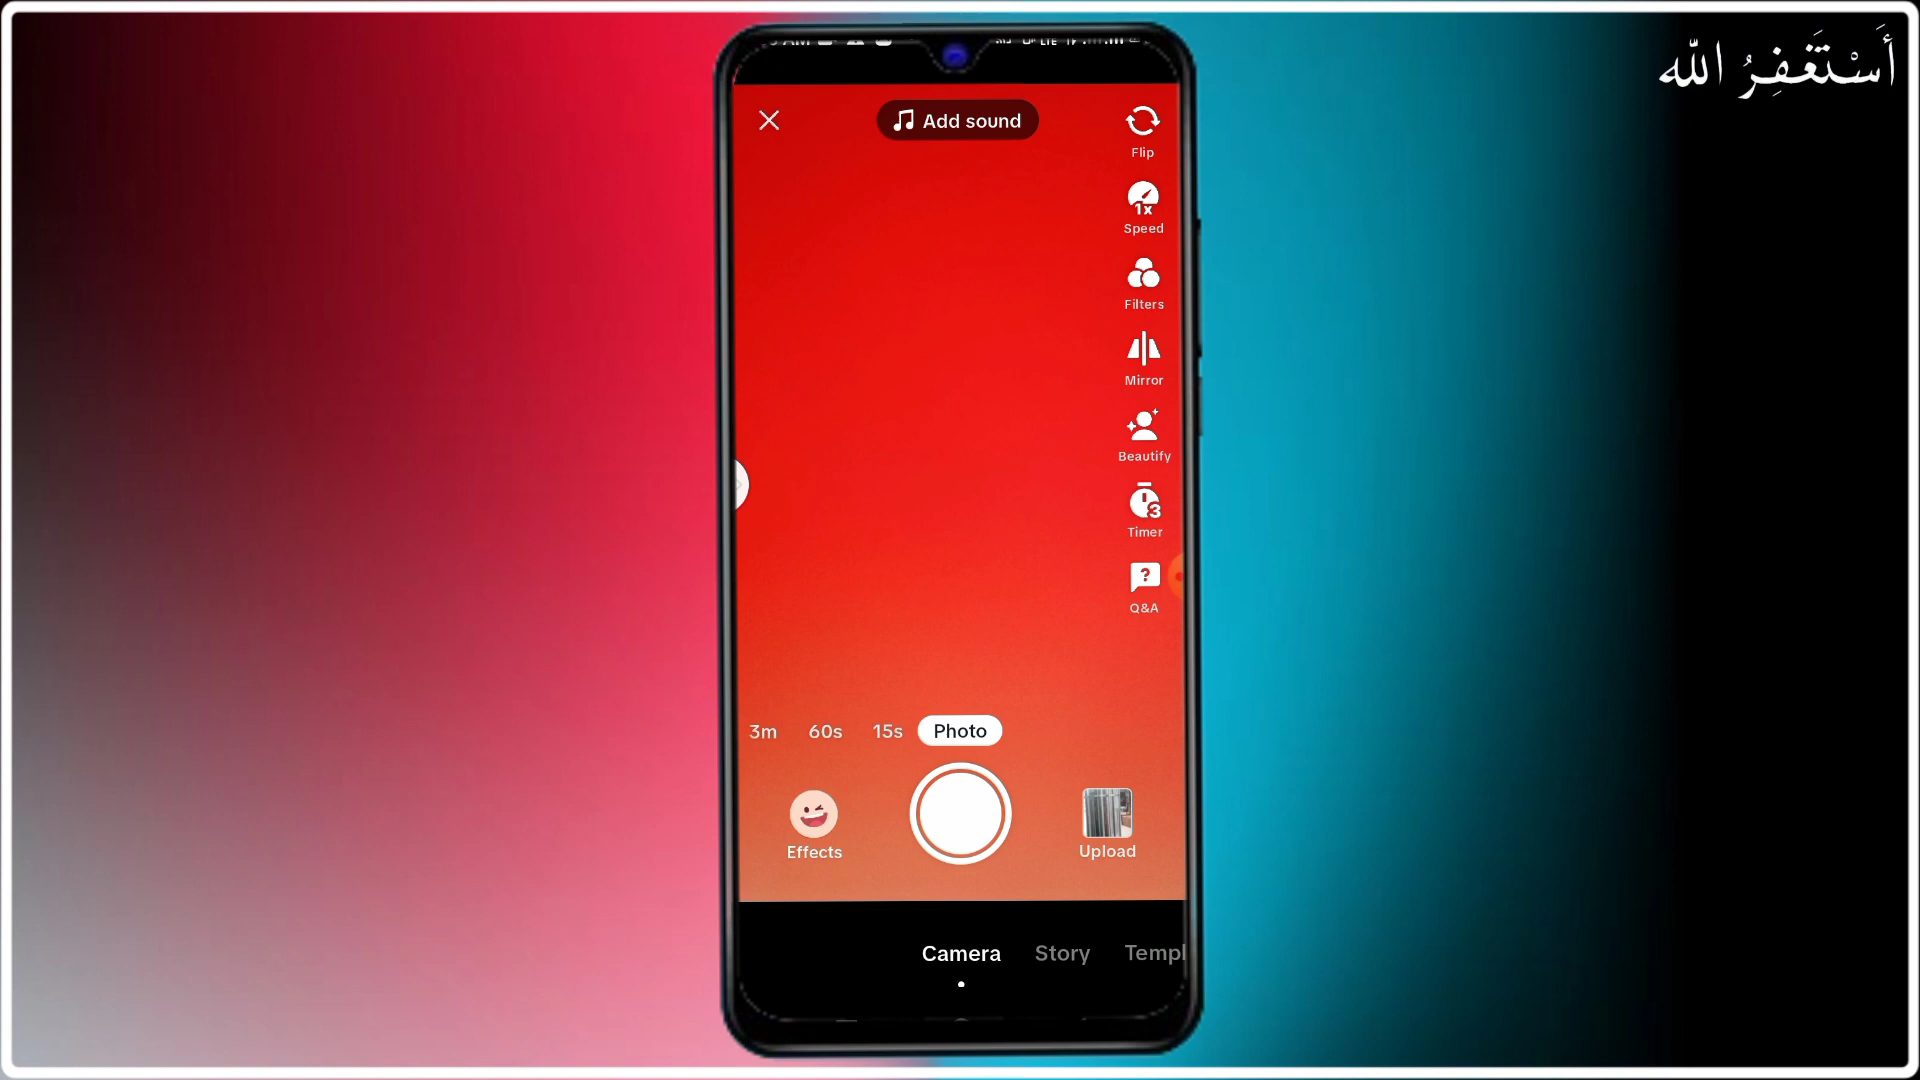 أَسْتَغْفِرُ الله
Add sound
Flip
1x
Speed
Filters
Mirror
Beautify
3
Timer
?
Q&A
3m 60s 15s Photo
Effects
Upload
Camera Story Templ